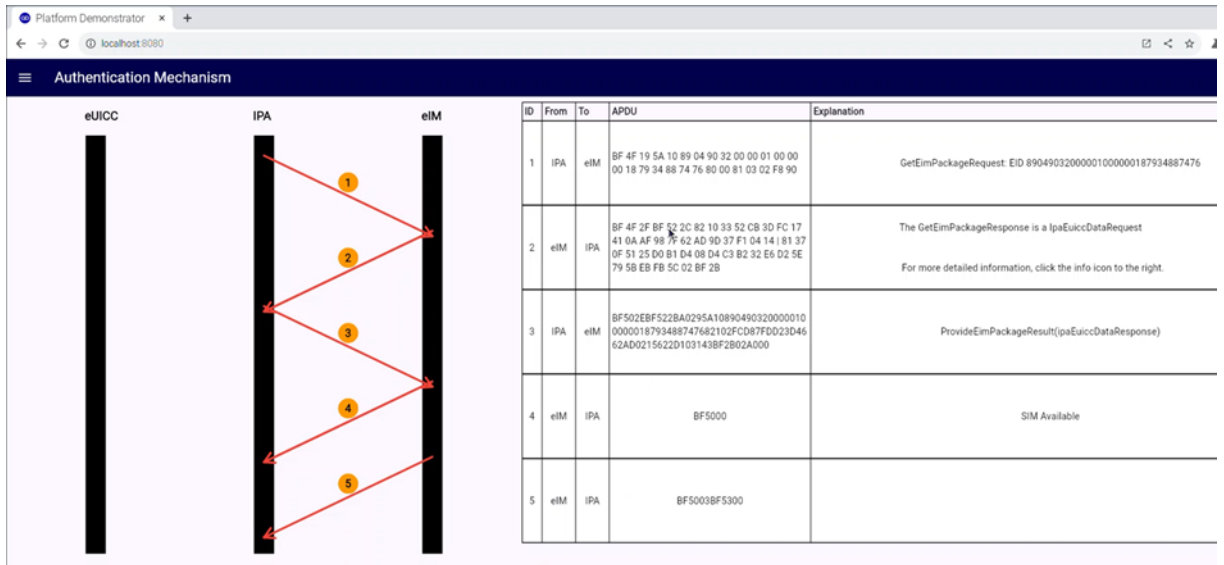 Platform Demonstrator
localhost:8080
Authentication Mechanism
eUICC
IPA
eIM
1
2
3
4
5
ID From To APDU Explanation
1 IPA eIM
BF 4F 19 5A 10 89 04 90 32 00 00 01 00 00
00 18 79 34 88 74 76 80 00 81 03 02 F8 90
GetEimPackageRequest: EID 89049032000001000000187934887476
2 eIM IPA
BF 4F 2F BF 52 2C 82 10 33 52 CB 3D FC 17
41 0A AF 98 7F 62 AD 9D 37 F1 04 14 | 81 37
0F 51 25 D0 B1 D4 08 D4 C3 B2 32 E6 D2 5E
79 5B EB FB 5C 02 BF 2B
The GetEimPackageResponse is a IpaEuiccDataRequest
For more detailed information, click the info icon to the right.
3 IPA eIM
BF502EBF522BA0295A10890490320000010
00000187934887476​82102FCD87FDD23D46
62AD0215622D103143BF2B02A000
ProvideEimPackageResult(ipaEuiccDataResponse)
4 eIM IPA BF5000 SIM Available
5 eIM IPA BF5003BF5300